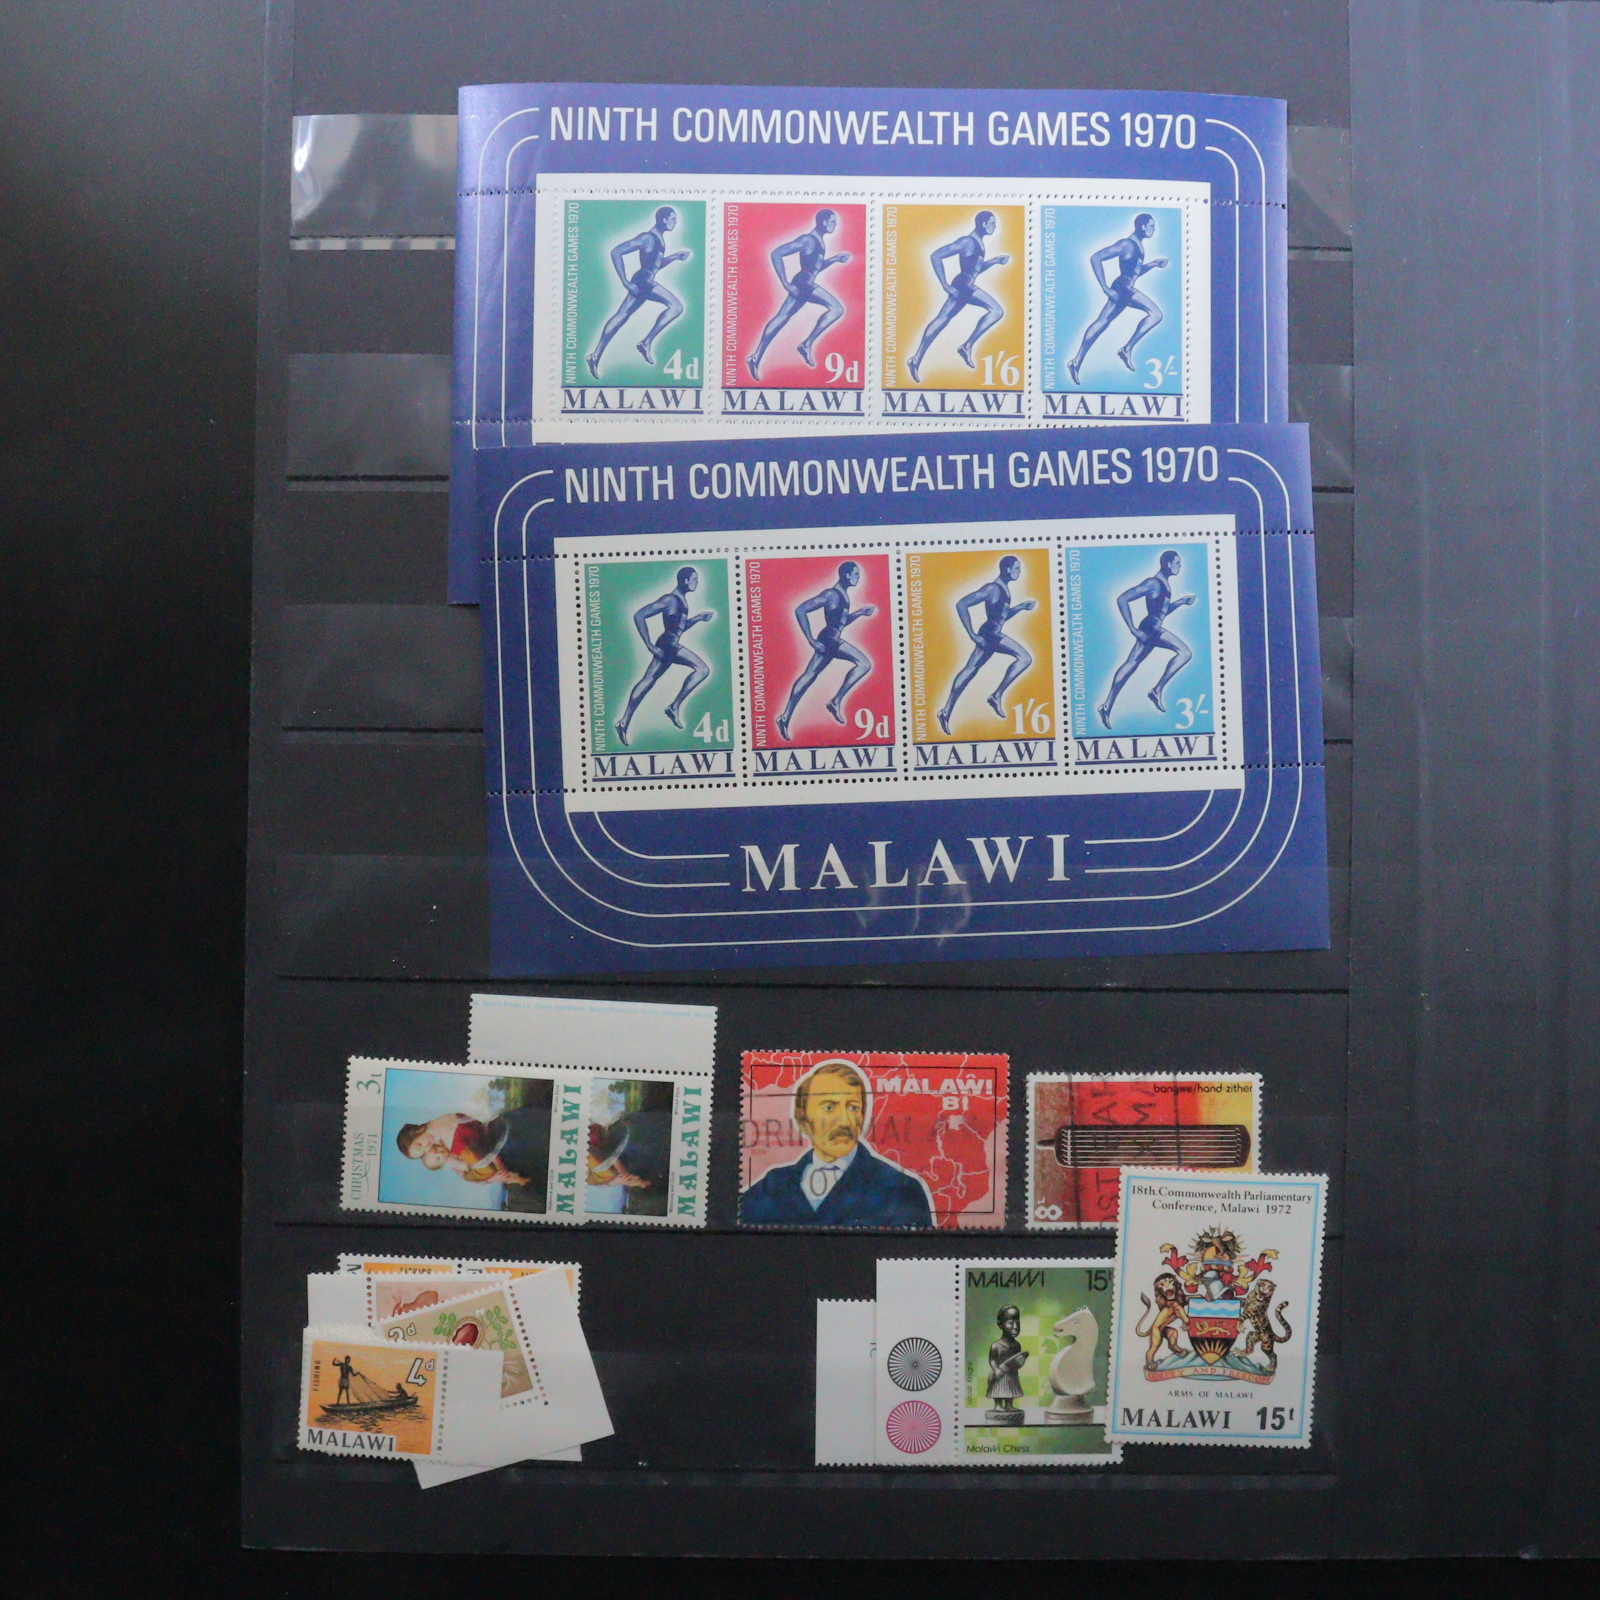 NINTH COMMONWEALTH GAMES 1970
NINTH COMMONWEALTH GAMES 1970
4d
MALAWI
NINTH COMMONWEALTH GAMES 1970
9d
MALAWI
NINTH COMMONWEALTH GAMES 1970
1'6
MALAWI
NINTH COMMONWEALTH GAMES 1970
3/-
MALAWI
NINTH COMMONWEALTH GAMES 1970
NINTH COMMONWEALTH GAMES 1970
4d
MALAWI
NINTH COMMONWEALTH GAMES 1970
9d
MALAWI
NINTH COMMONWEALTH GAMES 1970
1'6
MALAWI
NINTH COMMONWEALTH GAMES 1970
3/-
MALAWI
MALAWI
3t
CHRISTMAS
1971
MALAWI
MALAWI
MALAWI
81
bangwe/hand zither
8t
18th.Commonwealth Parliamentary
Conference, Malawi 1972
ARMS OF MALAWI
MALAWI 15t
MALAWI 15t
Malawi Chess
2d
FISHING
4d
MALAWI